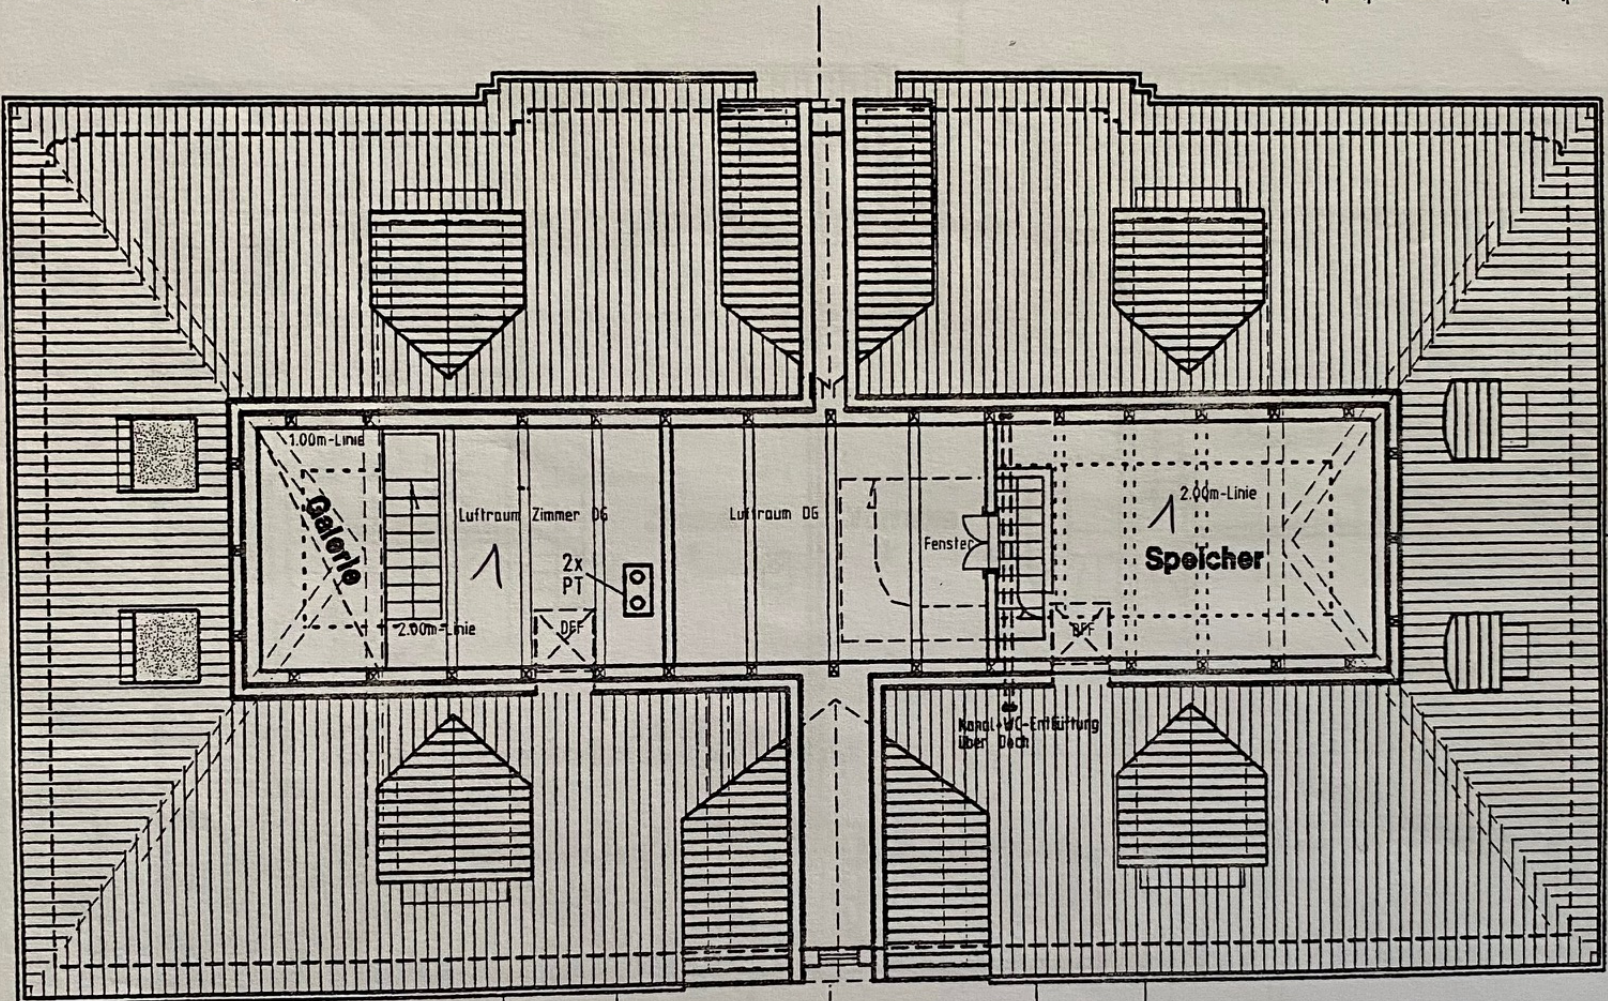 1.00m-Linie
Galerie
2.00m-Linie
Luftraum Zimmer DG
2x
PT
DFF
Luftraum DG
Fenster
2.00m-Linie
Speicher
DFF
Kanal+WC-Entlüftung
über Dach